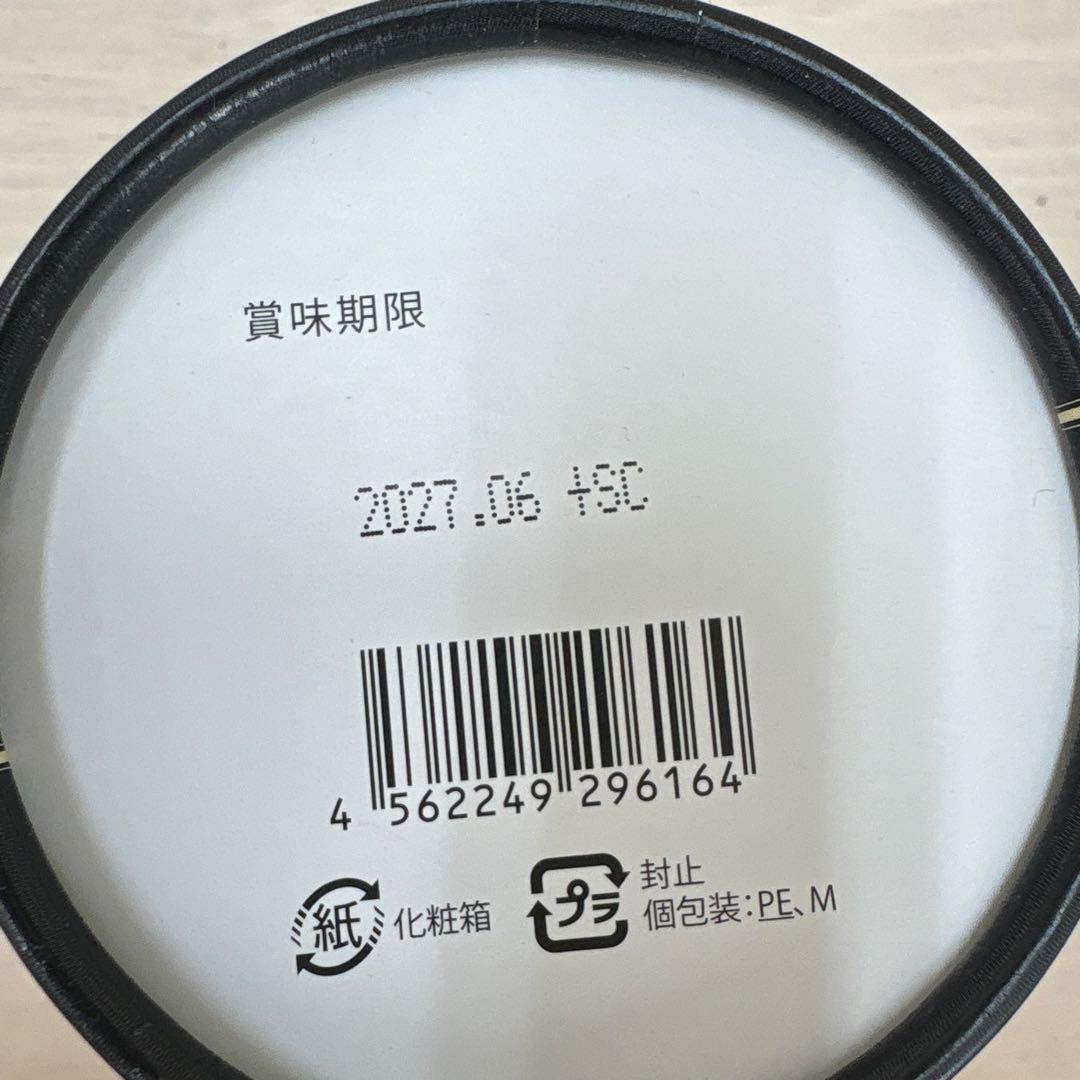 賞味期限
2027.06 +SC
4 562249 296164
紙 化粧箱
プラ 封止
個包装:PE、M